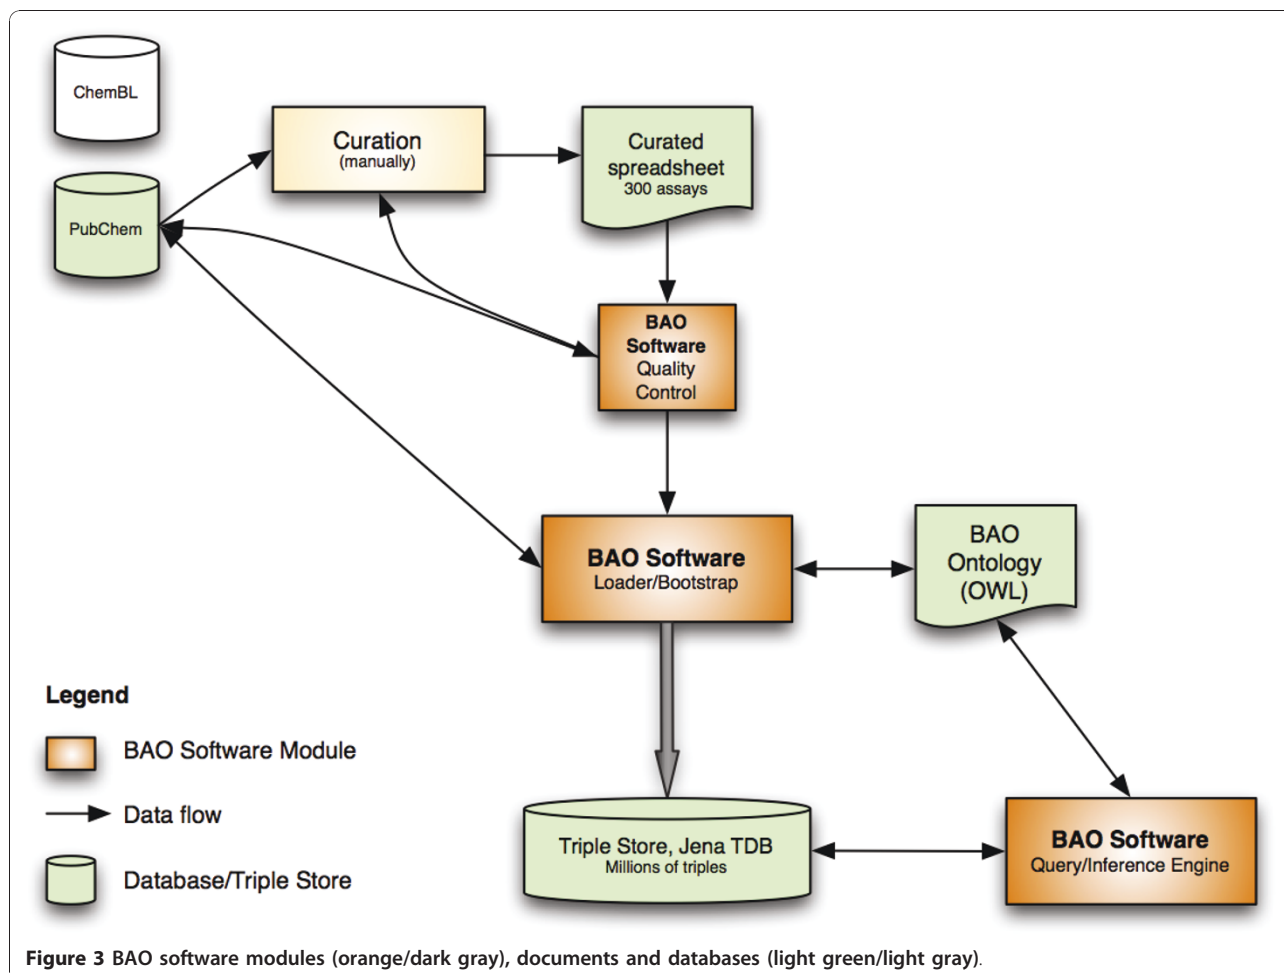 ChemBL
PubChem
Curation
(manually)
Curated
spreadsheet
300 assays
BAO
Software
Quality
Control
BAO Software
Loader/Bootstrap
BAO
Ontology
(OWL)
Legend
BAO Software Module
Data flow
Database/Triple Store
Triple Store, Jena TDB
Millions of triples
BAO Software
Query/Inference Engine
Figure 3 BAO software modules (orange/dark gray), documents and databases (light green/light gray).